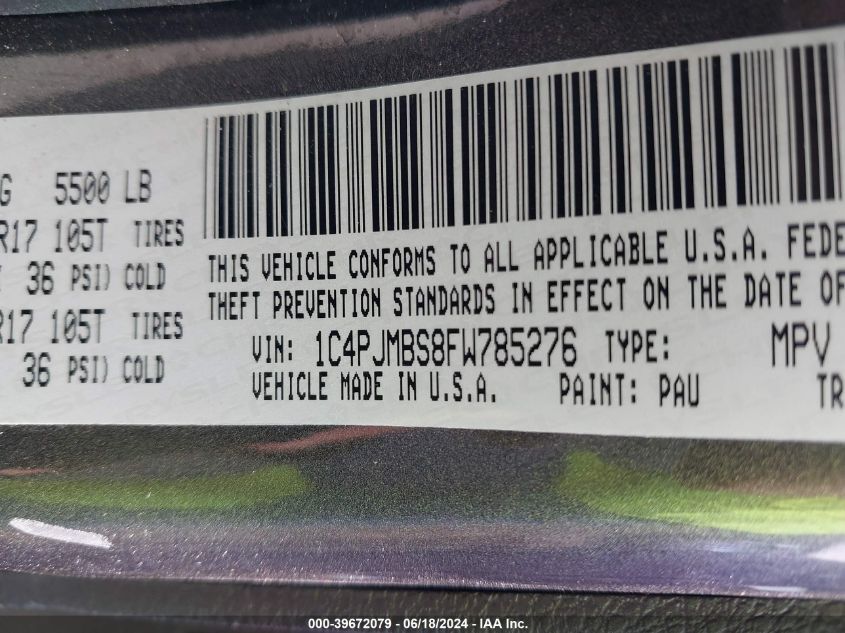 G 5500 LB
R17 105T TIRES
36 PSI) COLD
R17 105T TIRES
36 PSI) COLD
THIS VEHICLE CONFORMS TO ALL APPLICABLE U.S.A. FEDE
THEFT PREVENTION STANDARDS IN EFFECT ON THE DATE OF
VIN: 1C4PJMBS8FW785276 TYPE: MPV
VEHICLE MADE IN U.S.A. PAINT: PAU TR
000-39672079 - 06/18/2024 - IAA Inc.